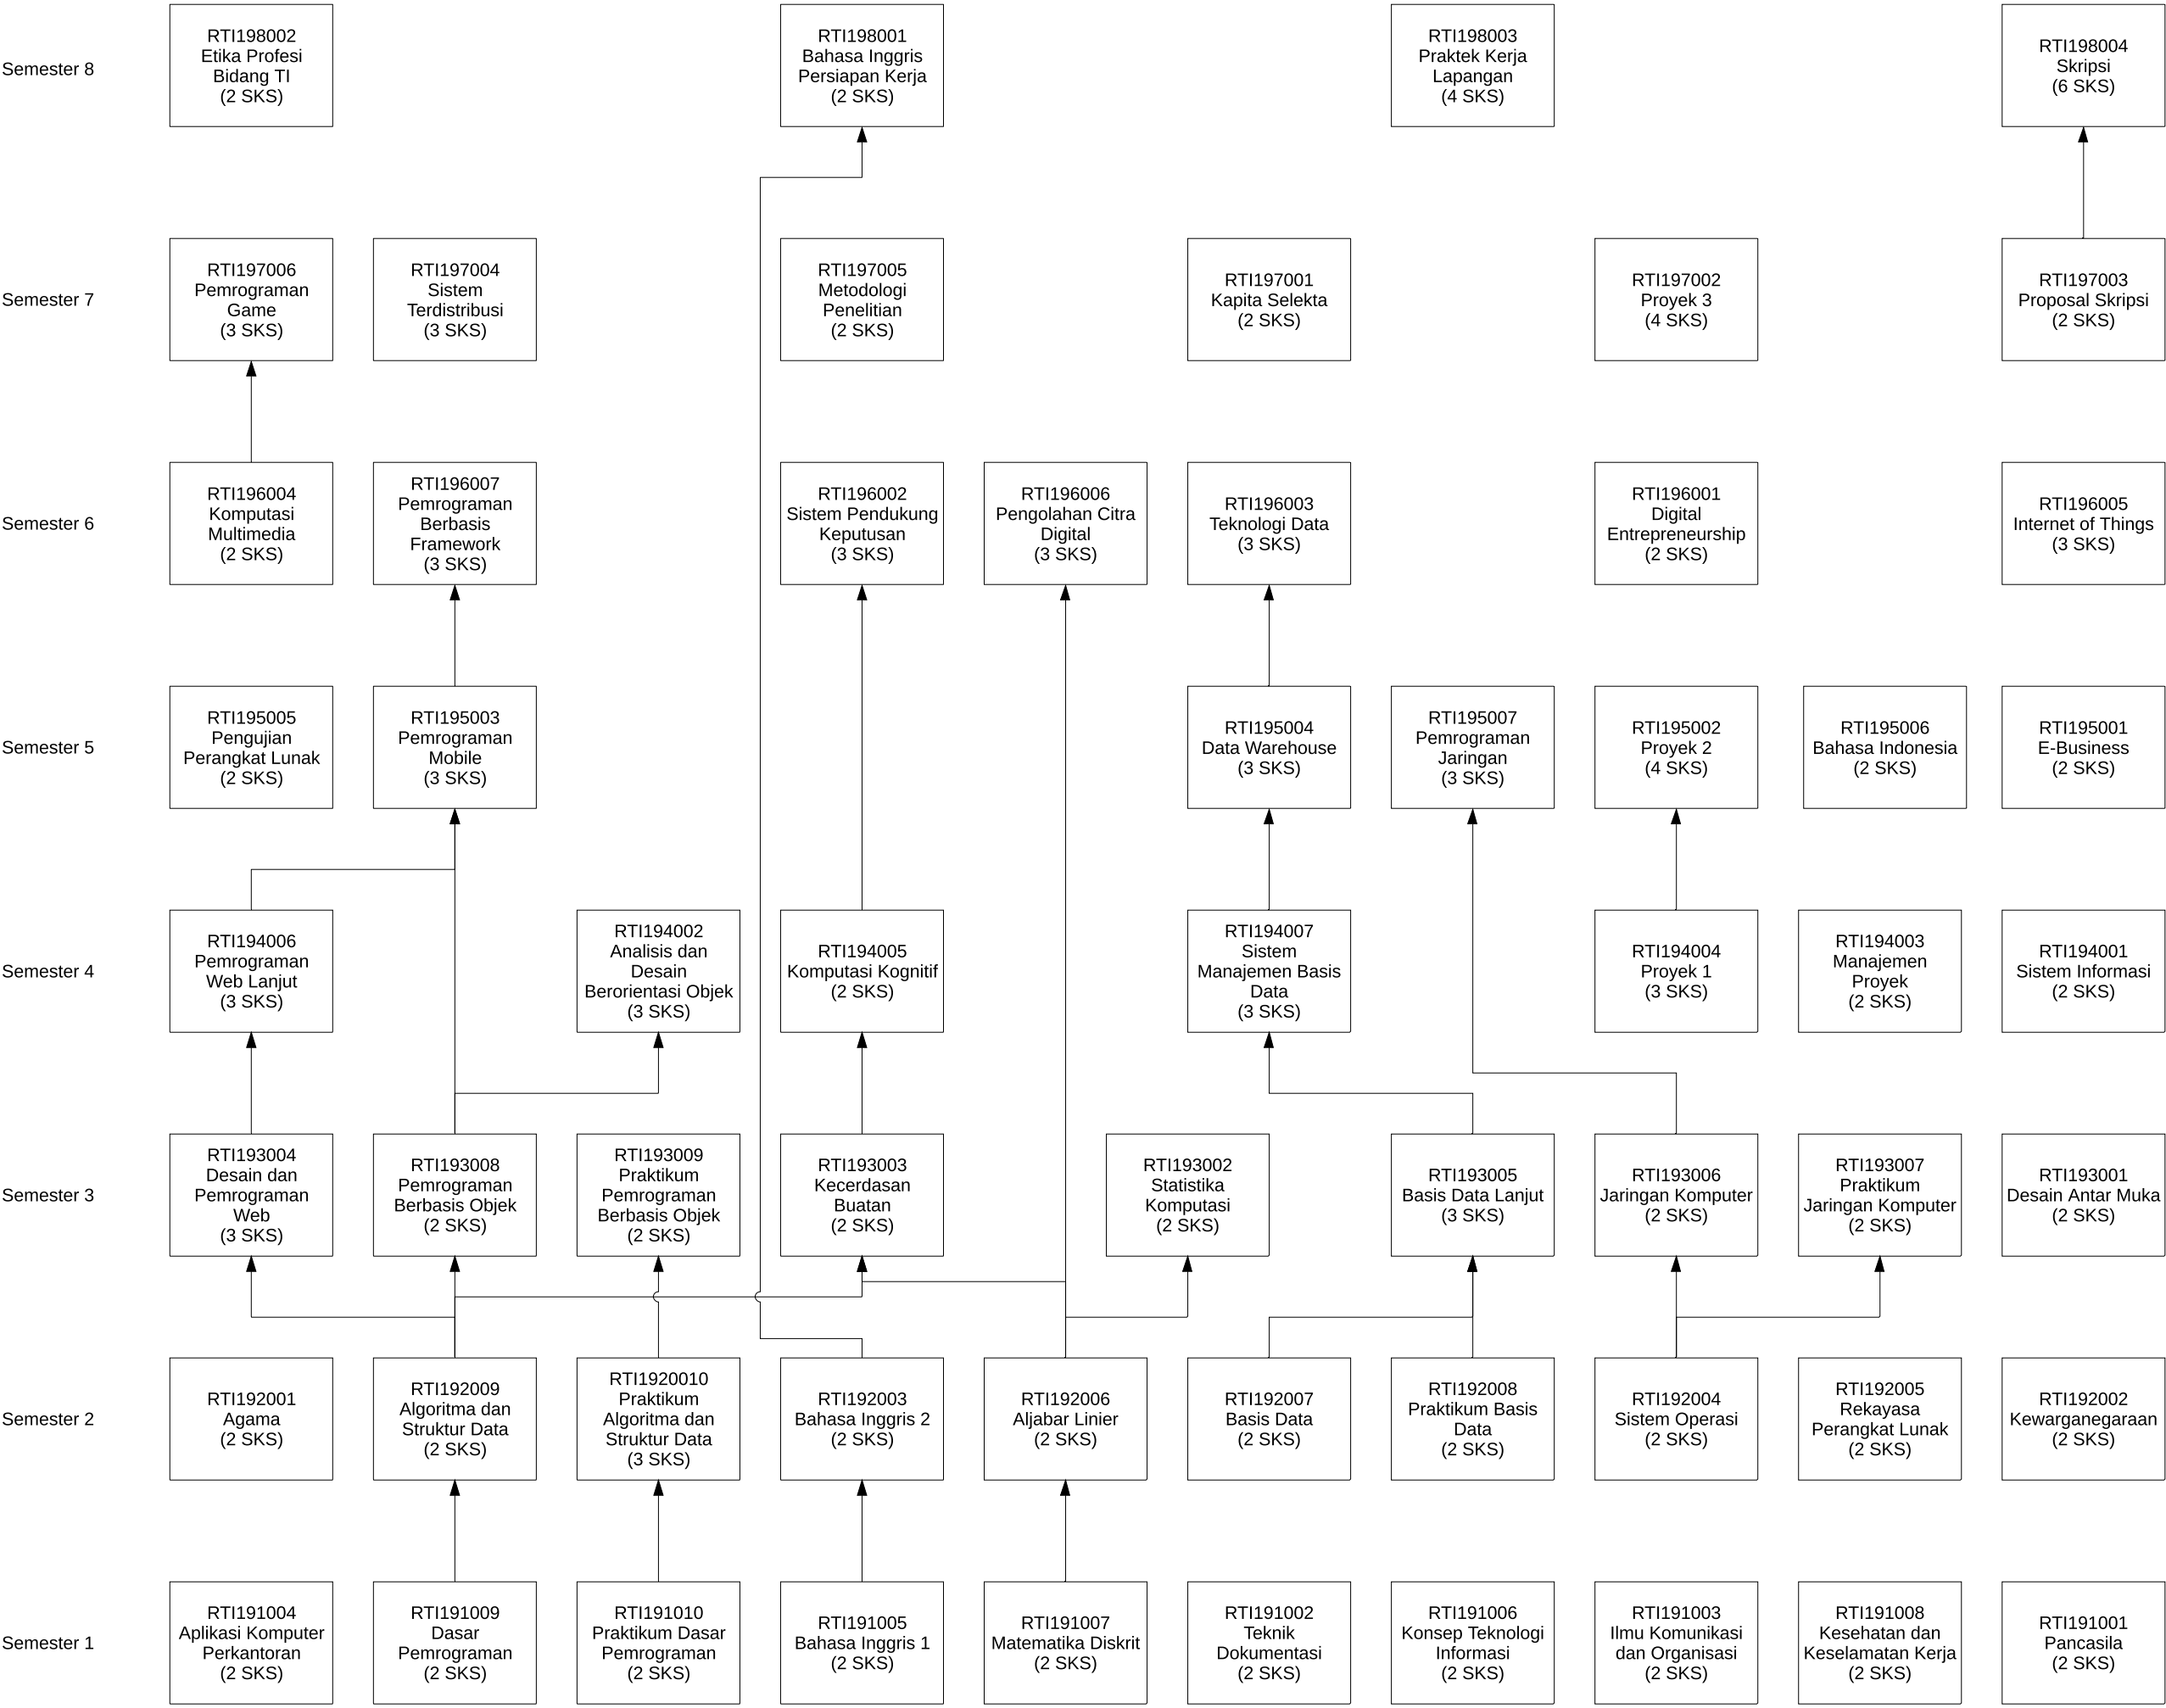 Semester 8
RTI198002
Etika Profesi
Bidang TI
(2 SKS)
RTI198001
Bahasa Inggris
Persiapan Kerja
(2 SKS)
RTI198003
Praktek Kerja
Lapangan
(4 SKS)
RTI198004
Skripsi
(6 SKS)
Semester 7
RTI197006
Pemrograman
Game
(3 SKS)
RTI197004
Sistem
Terdistribusi
(3 SKS)
RTI197005
Metodologi
Penelitian
(2 SKS)
RTI197001
Kapita Selekta
(2 SKS)
RTI197002
Proyek 3
(4 SKS)
RTI197003
Proposal Skripsi
(2 SKS)
Semester 6
RTI196004
Komputasi
Multimedia
(2 SKS)
RTI196007
Pemrograman
Berbasis
Framework
(3 SKS)
RTI196002
Sistem Pendukung
Keputusan
(3 SKS)
RTI196006
Pengolahan Citra
Digital
(3 SKS)
RTI196003
Teknologi Data
(3 SKS)
RTI196001
Digital
Entrepreneurship
(2 SKS)
RTI196005
Internet of Things
(3 SKS)
Semester 5
RTI195005
Pengujian
Perangkat Lunak
(2 SKS)
RTI195003
Pemrograman
Mobile
(3 SKS)
RTI195004
Data Warehouse
(3 SKS)
RTI195007
Pemrograman
Jaringan
(3 SKS)
RTI195002
Proyek 2
(4 SKS)
RTI195006
Bahasa Indonesia
(2 SKS)
RTI195001
E-Business
(2 SKS)
Semester 4
RTI194006
Pemrograman
Web Lanjut
(3 SKS)
RTI194002
Analisis dan
Desain
Berorientasi Objek
(3 SKS)
RTI194005
Komputasi Kognitif
(2 SKS)
RTI194007
Sistem
Manajemen Basis
Data
(3 SKS)
RTI194004
Proyek 1
(3 SKS)
RTI194003
Manajemen
Proyek
(2 SKS)
RTI194001
Sistem Informasi
(2 SKS)
Semester 3
RTI193004
Desain dan
Pemrograman
Web
(3 SKS)
RTI193008
Pemrograman
Berbasis Objek
(2 SKS)
RTI193009
Praktikum
Pemrograman
Berbasis Objek
(2 SKS)
RTI193003
Kecerdasan
Buatan
(2 SKS)
RTI193002
Statistika
Komputasi
(2 SKS)
RTI193005
Basis Data Lanjut
(3 SKS)
RTI193006
Jaringan Komputer
(2 SKS)
RTI193007
Praktikum
Jaringan Komputer
(2 SKS)
RTI193001
Desain Antar Muka
(2 SKS)
Semester 2
RTI192001
Agama
(2 SKS)
RTI192009
Algoritma dan
Struktur Data
(2 SKS)
RTI1920010
Praktikum
Algoritma dan
Struktur Data
(3 SKS)
RTI192003
Bahasa Inggris 2
(2 SKS)
RTI192006
Aljabar Linier
(2 SKS)
RTI192007
Basis Data
(2 SKS)
RTI192008
Praktikum Basis
Data
(2 SKS)
RTI192004
Sistem Operasi
(2 SKS)
RTI192005
Rekayasa
Perangkat Lunak
(2 SKS)
RTI192002
Kewarganegaraan
(2 SKS)
Semester 1
RTI191004
Aplikasi Komputer
Perkantoran
(2 SKS)
RTI191009
Dasar
Pemrograman
(2 SKS)
RTI191010
Praktikum Dasar
Pemrograman
(2 SKS)
RTI191005
Bahasa Inggris 1
(2 SKS)
RTI191007
Matematika Diskrit
(2 SKS)
RTI191002
Teknik
Dokumentasi
(2 SKS)
RTI191006
Konsep Teknologi
Informasi
(2 SKS)
RTI191003
Ilmu Komunikasi
dan Organisasi
(2 SKS)
RTI191008
Kesehatan dan
Keselamatan Kerja
(2 SKS)
RTI191001
Pancasila
(2 SKS)